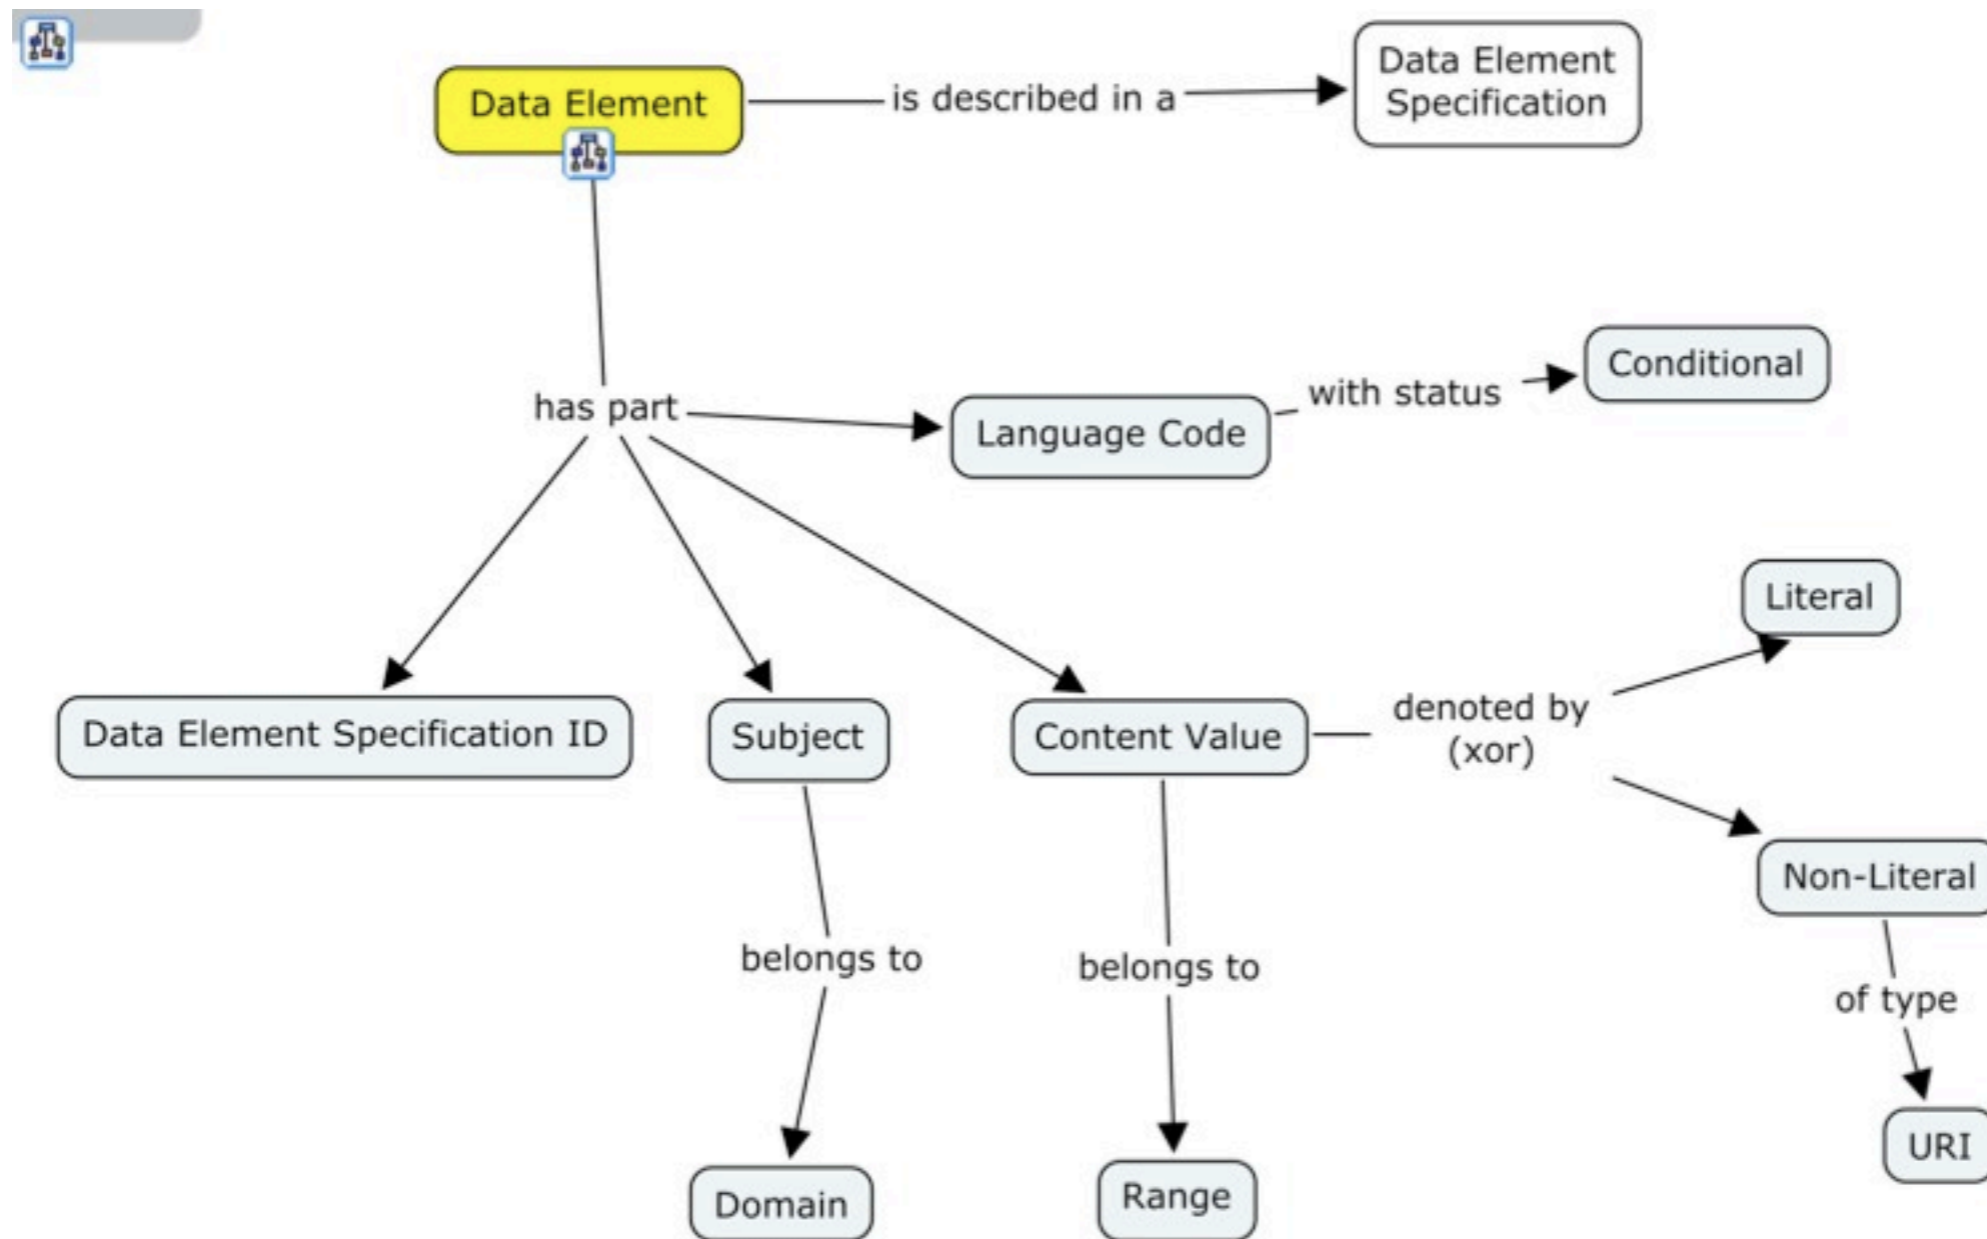 Data Element
is described in a
Data Element
Specification
Conditional
with status
has part
Language Code
Literal
denoted by
(xor)
Data Element Specification ID
Subject
Content Value
Non-Literal
belongs to
belongs to
of type
URI
Domain
Range